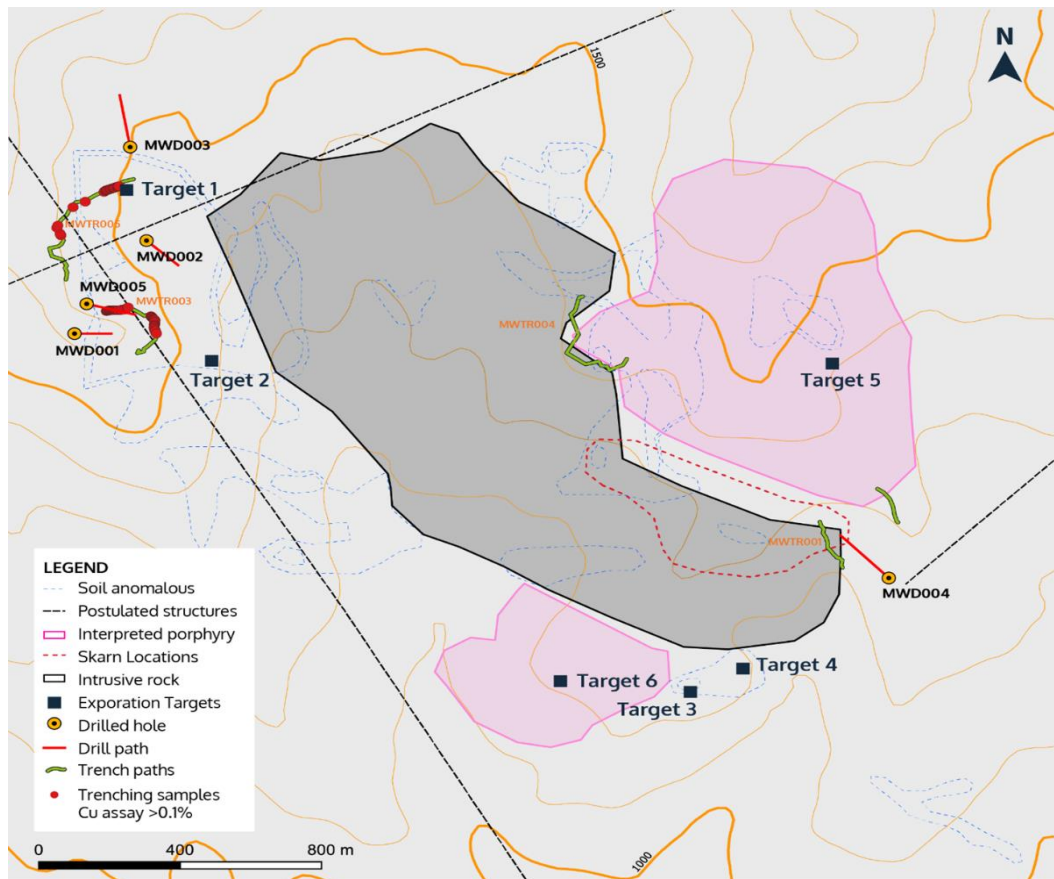 N
1500
MWD003
Target 1
MWTR005
MWD002
MWD005
MWTR003
MWD001
Target 2
MWTR004
Target 5
MWTR001
MWD004
Target 4
Target 6
Target 3
LEGEND
Soil anomalous
Postulated structures
Interpreted porphyry
Skarn Locations
Intrusive rock
Exporation Targets
Drilled hole
Drill path
Trench paths
Trenching samples
Cu assay >0.1%
0 400 800 m
1000